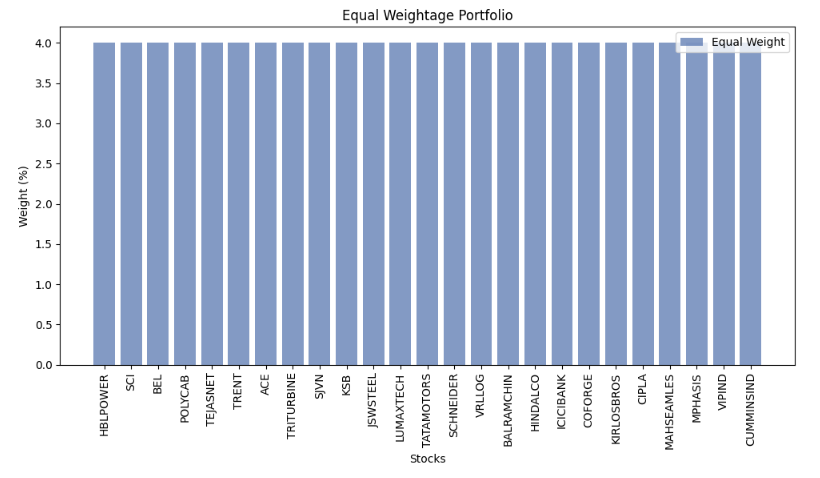 Equal Weightage Portfolio
Equal Weight
Weight (%)
4.0
3.5
3.0
2.5
2.0
1.5
1.0
0.5
0.0
HBLPOWER
SCI
BEL
POLYCAB
TEJASNET
TRENT
ACE
TRITURBINE
SJVN
KSB
JSWSTEEL
LUMAXTECH
TATAMOTORS
SCHNEIDER
VRLLOG
BALRAMCHIN
HINDALCO
ICICIBANK
COFORGE
KIRLOSBROS
CIPLA
MAHSEAMLES
MPHASIS
VIPIND
CUMMINSIND
Stocks